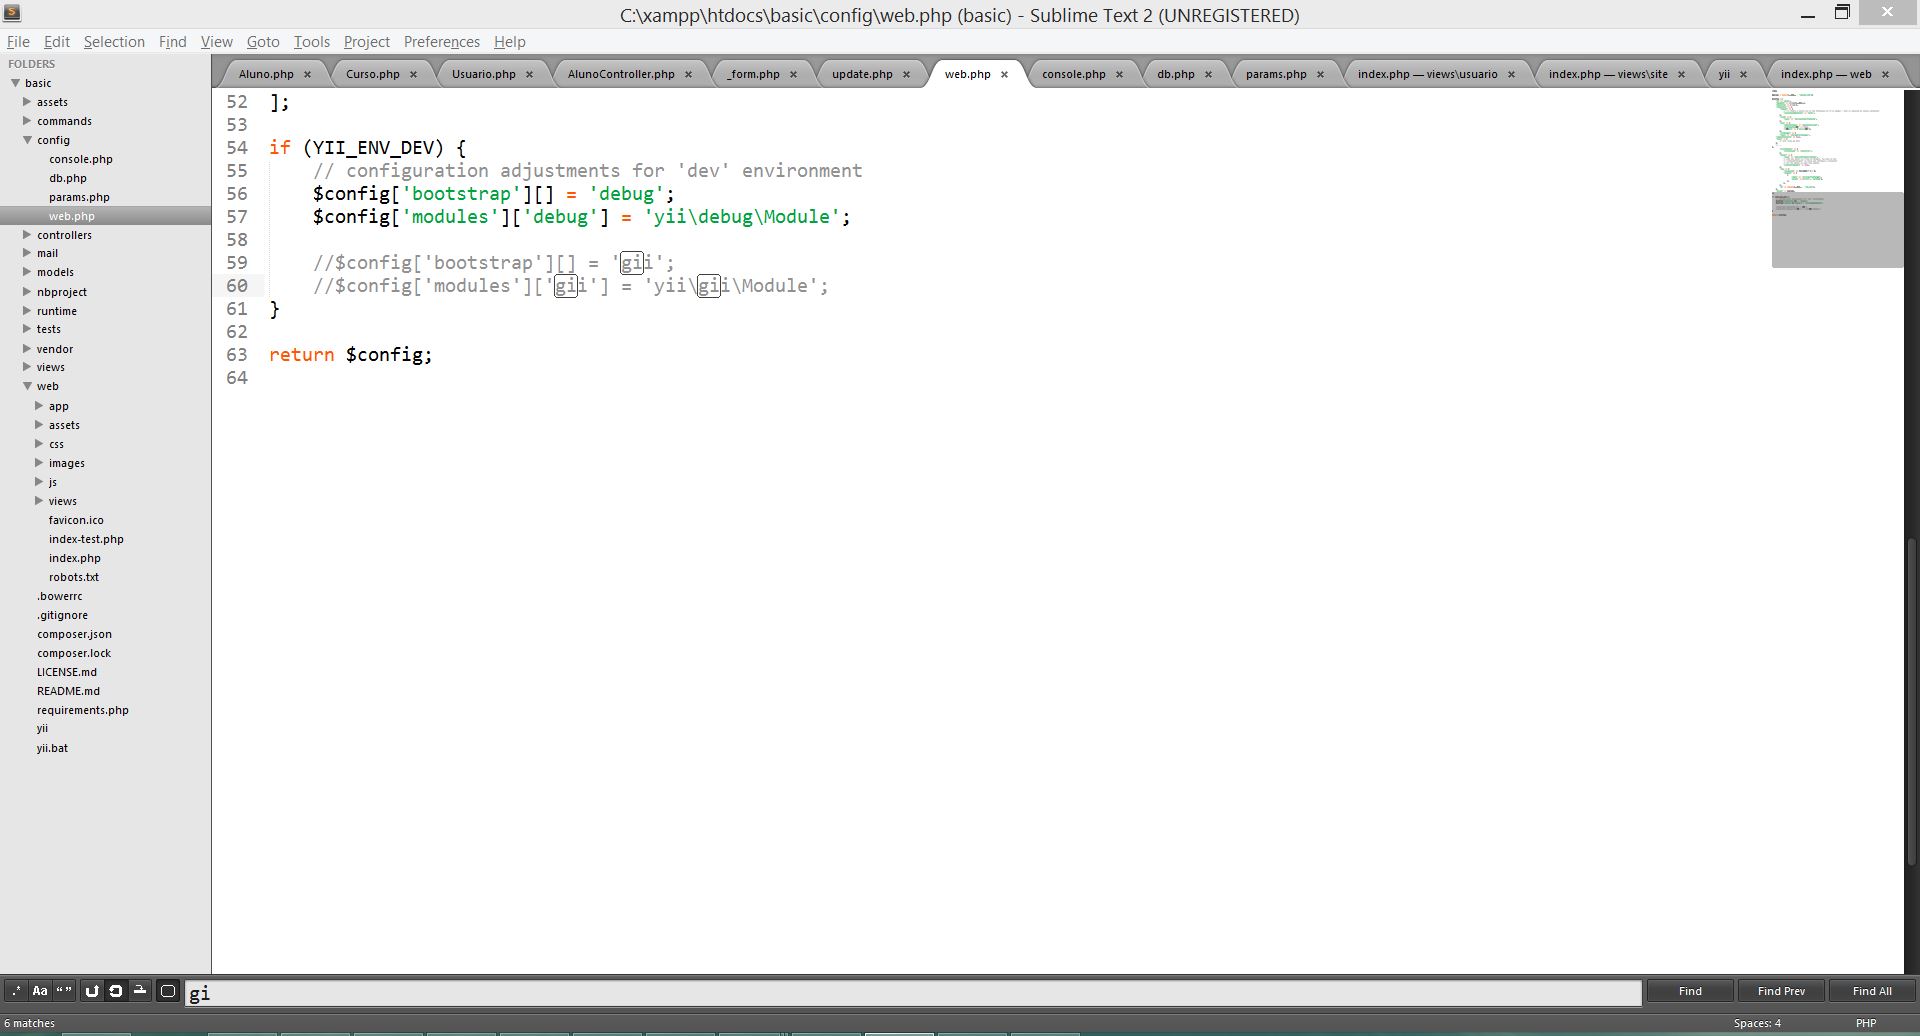 C:\xampp\htdocs\basic\config\web.php (basic) - Sublime Text 2 (UNREGISTERED)
File Edit Selection Find View Goto Tools Project Preferences Help
FOLDERS
basic
assets
commands
config
console.php
db.php
params.php
web.php
controllers
mail
models
nbproject
runtime
tests
vendor
views
web
app
assets
css
images
js
views
favicon.ico
index-test.php
index.php
robots.txt
.bowerrc
.gitignore
composer.json
composer.lock
LICENSE.md
README.md
requirements.php
yii
yii.bat
Aluno.php × Curso.php × Usuario.php × AlunoController.php × _form.php × update.php × web.php × console.php × db.php × params.php × index.php — views\usuario × index.php — views\site × yii × index.php — web ×
52 ];
53
54 if (YII_ENV_DEV) {
55     // configuration adjustments for 'dev' environment
56     $config['bootstrap'][] = 'debug';
57     $config['modules']['debug'] = 'yii\debug\Module';
58
59     //$config['bootstrap'][] = 'gii';
60     //$config['modules']['gii'] = 'yii\gii\Module';
61 }
62
63 return $config;
64
.* Aa “ ” gi Find Find Prev Find All
6 matches Spaces: 4 PHP